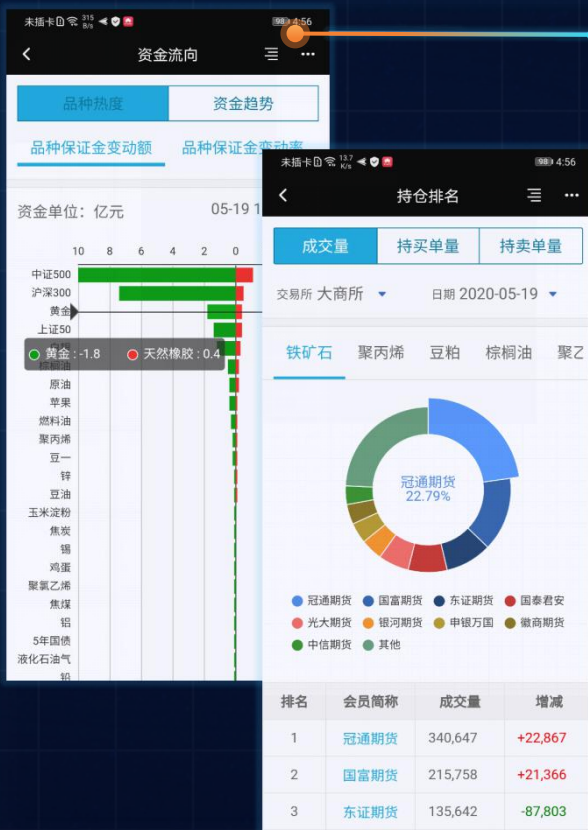 未插卡 315 B/s 98 4:56
资金流向
品种热度 资金趋势
品种保证金变动额 品种保证金变动率
资金单位：亿元 05-19 1
10 8 6 4 2 0
中证500
沪深300
黄金
上证50
黄金 : -1.8 天然橡胶 : 0.4
棕榈油
原油
苹果
燃料油
聚丙烯
豆一
锌
豆油
玉米淀粉
焦炭
锡
鸡蛋
聚氯乙烯
焦煤
铝
5年国债
液化石油气
铅
未插卡 13.7 K/s 98 4:56
持仓排名
成交量 持买单量 持卖单量
交易所 大商所 日期 2020-05-19
铁矿石 聚丙烯 豆粕 棕榈油 聚乙
冠通期货
22.79%
冠通期货 国富期货 东证期货 国泰君安
光大期货 银河期货 申银万国 徽商期货
中信期货 其他
排名 会员简称 成交量 增减
1 冠通期货 340,647 +22,867
2 国富期货 215,758 +21,366
3 东证期货 135,642 -87,803